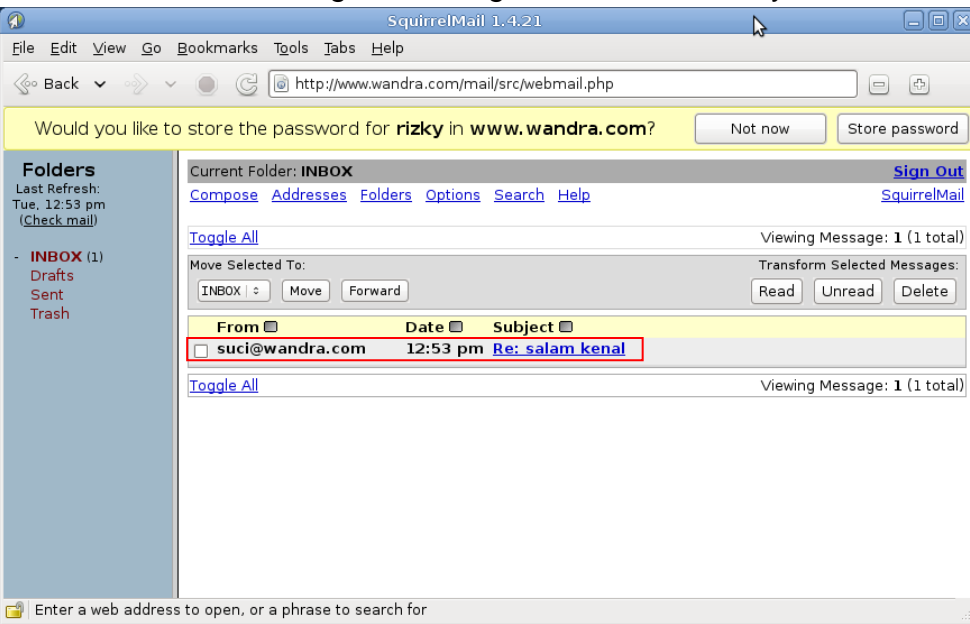 SquirrelMail 1.4.21
File Edit View Go Bookmarks Tools Tabs Help
Back http://www.wandra.com/mail/src/webmail.php
Would you like to store the password for rizky in www.wandra.com? Not now Store password
Folders
Last Refresh:
Tue, 12:53 pm
(Check mail)
- INBOX (1)
Drafts
Sent
Trash
Current Folder: INBOX Sign Out
Compose Addresses Folders Options Search Help SquirrelMail
Toggle All Viewing Message: 1 (1 total)
Move Selected To: Transform Selected Messages:
INBOX Move Forward Read Unread Delete
From Date Subject
suci@wandra.com 12:53 pm Re: salam kenal
Toggle All Viewing Message: 1 (1 total)
Enter a web address to open, or a phrase to search for